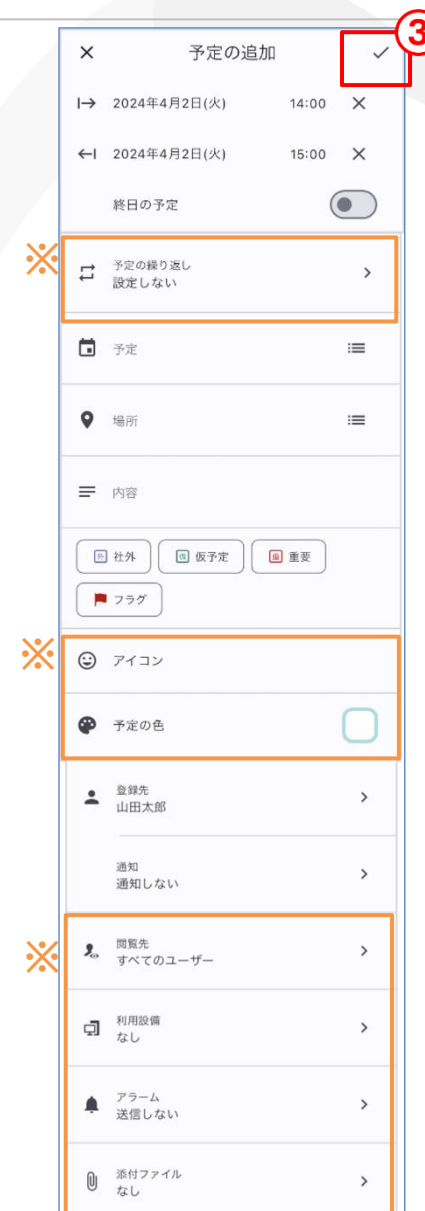 ③
× 予定の追加
2024年4月2日(火) 14:00 ×
2024年4月2日(火) 15:00 ×
終日の予定
※
予定の繰り返し
設定しない
予定
場所
内容
外 社外 仮 仮予定 重 重要
フラグ
※
アイコン
予定の色
登録先
山田太郎
通知
通知しない
※
閲覧先
すべてのユーザー
利用設備
なし
アラーム
送信しない
添付ファイル
なし